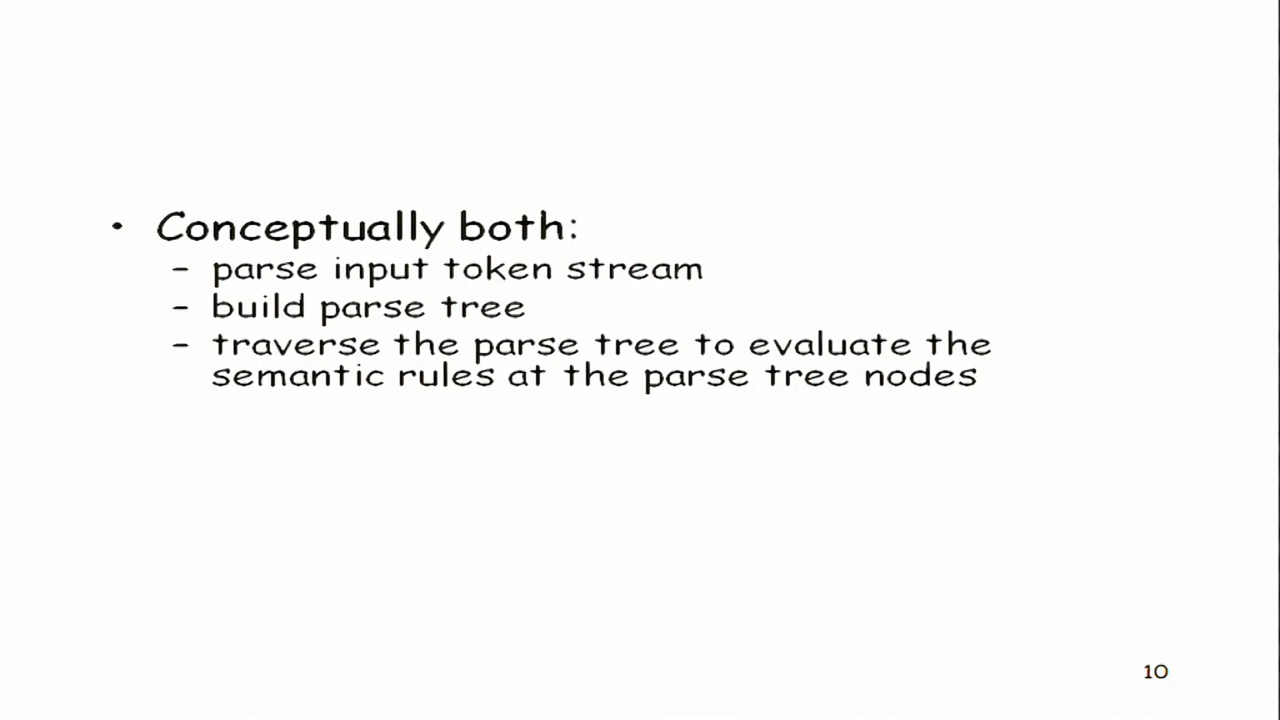 • Conceptually both:
– parse input token stream
– build parse tree
– traverse the parse tree to evaluate the
semantic rules at the parse tree nodes
10